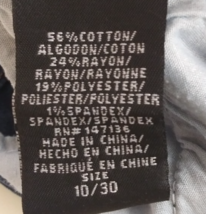 56%COTTON/
ALGODON/COTON
24%RAYON/
RAYON/RAYONNE
19%POLYESTER/
POLIESTER/POLYESTER
1%SPANDEX/
SPANDEX/SPANDEX
RN# 147136
MADE IN CHINA/
HECHO EN CHINA/
FABRIQUE EN CHINE
SIZE
10/30